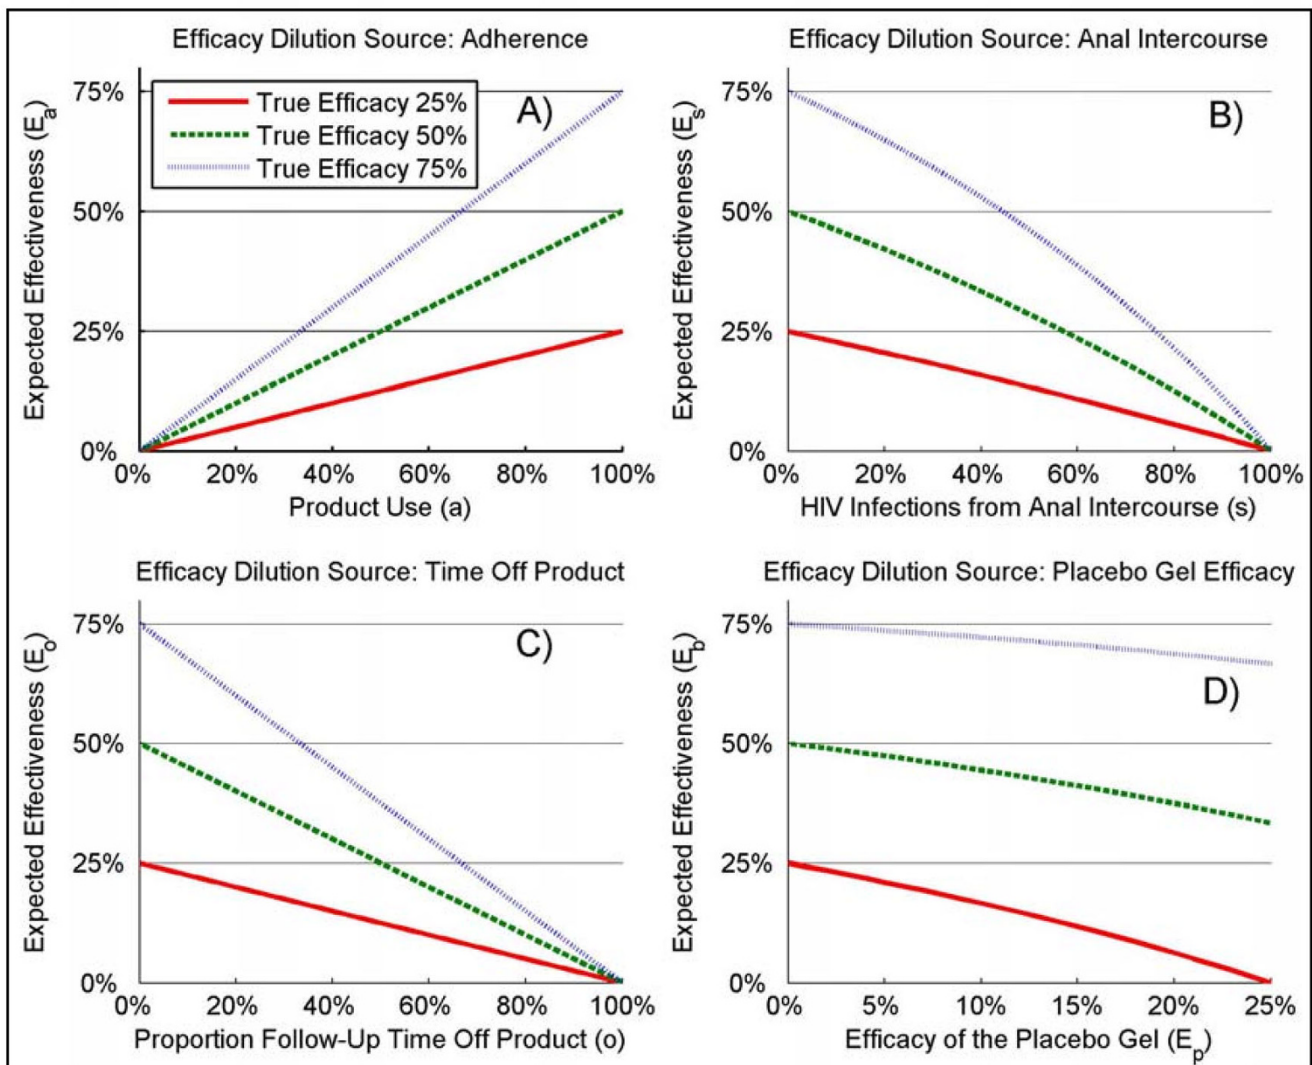 Efficacy Dilution Source: Adherence
75%
50%
25%
0%
Expected Effectiveness (E_a)
True Efficacy 25%
True Efficacy 50%
True Efficacy 75%
A)
0% 20% 40% 60% 80% 100%
Product Use (a)
Efficacy Dilution Source: Anal Intercourse
75%
50%
25%
0%
Expected Effectiveness (E_s)
B)
0% 20% 40% 60% 80% 100%
HIV Infections from Anal Intercourse (s)
Efficacy Dilution Source: Time Off Product
75%
50%
25%
0%
Expected Effectiveness (E_o)
C)
0% 20% 40% 60% 80% 100%
Proportion Follow-Up Time Off Product (o)
Efficacy Dilution Source: Placebo Gel Efficacy
75%
50%
25%
0%
Expected Effectiveness (E_b)
D)
0% 5% 10% 15% 20% 25%
Efficacy of the Placebo Gel (E_p)